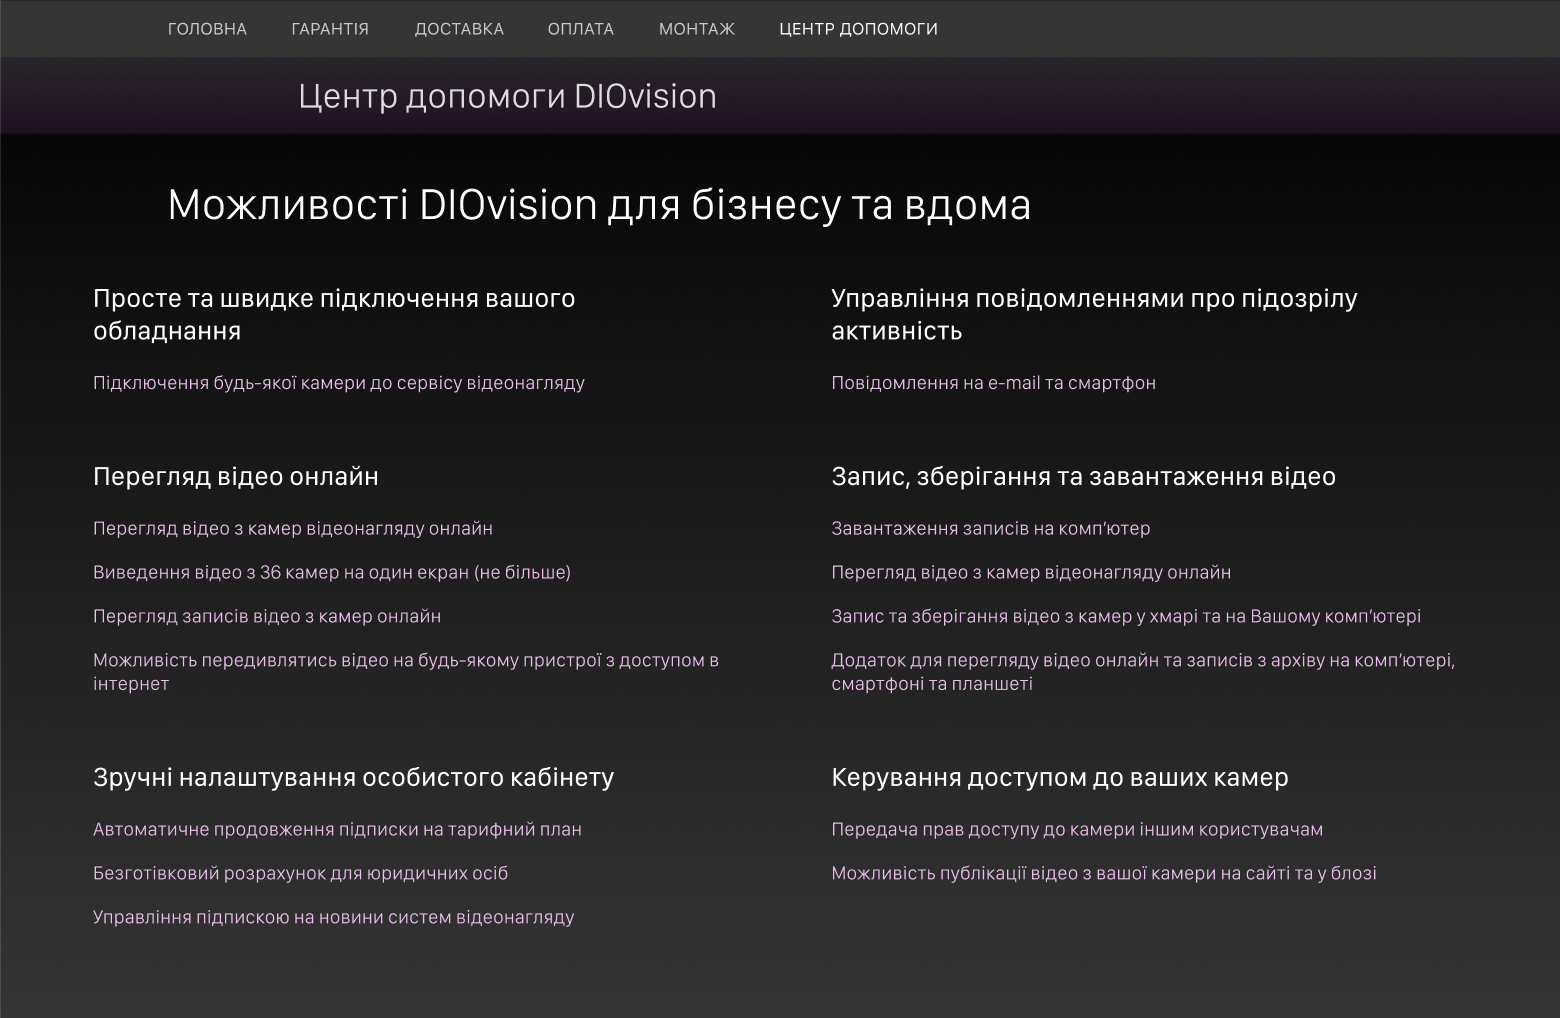 ГОЛОВНА ГАРАНТІЯ ДОСТАВКА ОПЛАТА МОНТАЖ ЦЕНТР ДОПОМОГИ
Центр допомоги DIOvision
Можливості DIOvision для бізнесу та вдома
Просте та швидке підключення вашого
обладнання
Підключення будь-якої камери до сервісу відеонагляду
Управління повідомленнями про підозрілу
активність
Повідомлення на e-mail та смартфон
Перегляд відео онлайн
Перегляд відео з камер відеонагляду онлайн
Виведення відео з 36 камер на один екран (не більше)
Перегляд записів відео з камер онлайн
Можливість передивлятись відео на будь-якому пристрої з доступом в
інтернет
Запис, зберігання та завантаження відео
Завантаження записів на комп'ютер
Перегляд відео з камер відеонагляду онлайн
Запис та зберігання відео з камер у хмарі та на Вашому комп'ютері
Додаток для перегляду відео онлайн та записів з архіву на комп'ютері,
смартфоні та планшеті
Зручні налаштування особистого кабінету
Автоматичне продовження підписки на тарифний план
Безготівковий розрахунок для юридичних осіб
Управління підпискою на новини систем відеонагляду
Керування доступом до ваших камер
Передача прав доступу до камери іншим користувачам
Можливість публікації відео з вашої камери на сайті та у блозі